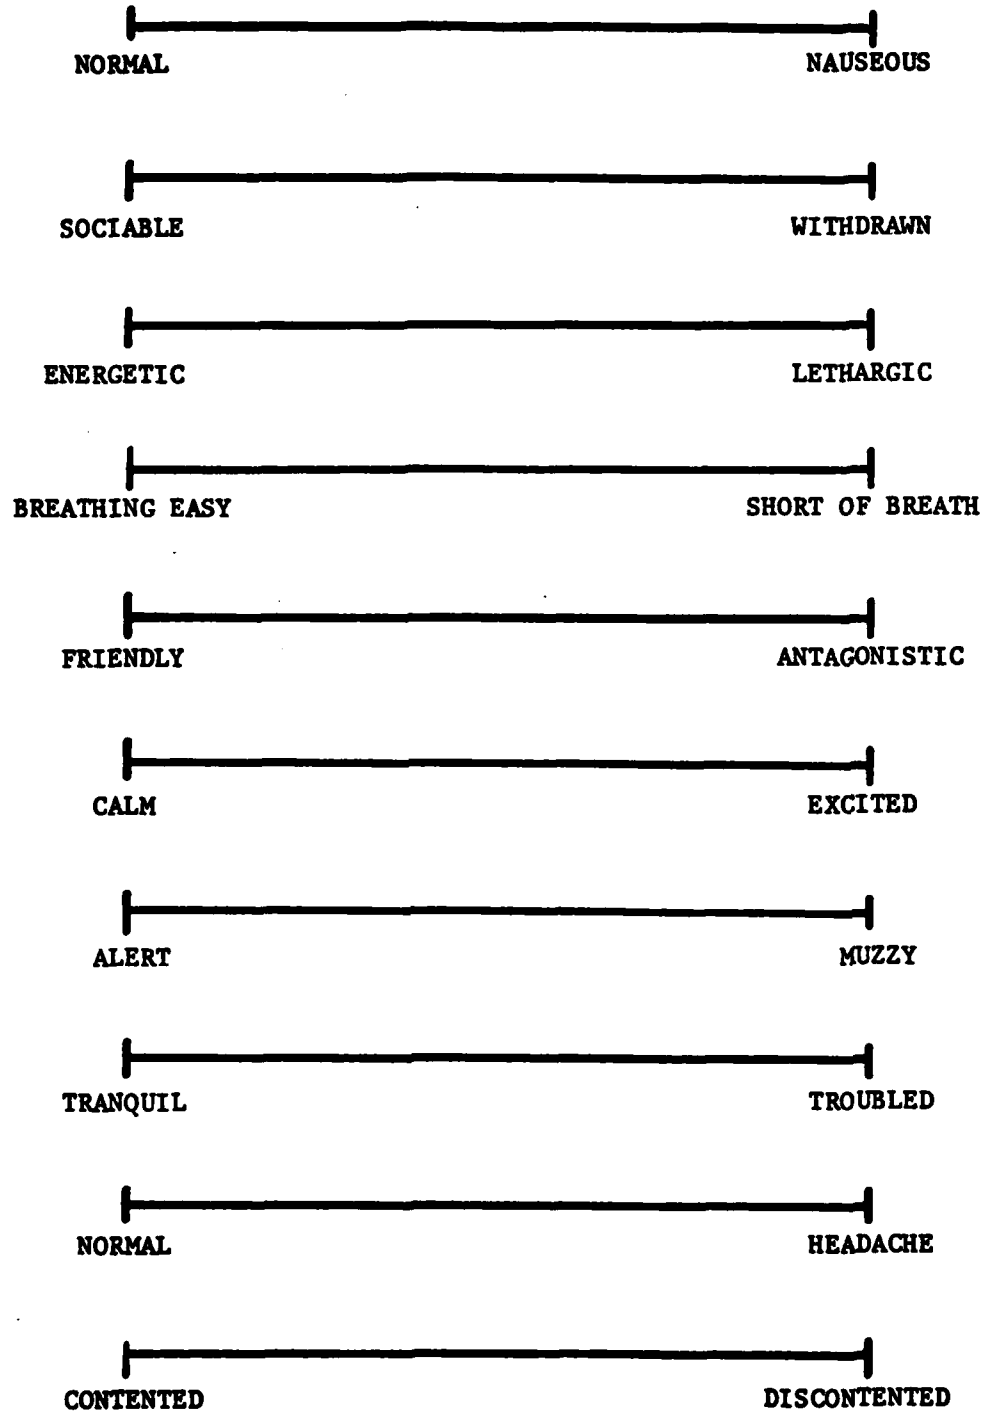 NORMAL NAUSEOUS
SOCIABLE WITHDRAWN
ENERGETIC LETHARGIC
BREATHING EASY SHORT OF BREATH
FRIENDLY ANTAGONISTIC
CALM EXCITED
ALERT MUZZY
TRANQUIL TROUBLED
NORMAL HEADACHE
CONTENTED DISCONTENTED